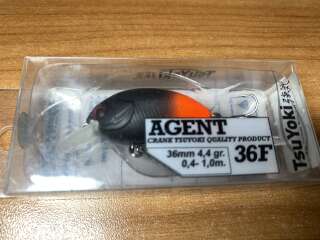 AGENT
CRANK TSUYOKI QUALITY PRODUCT
36mm 4,4 gr. 36F
0,4- 1,0m.
TsuYoki